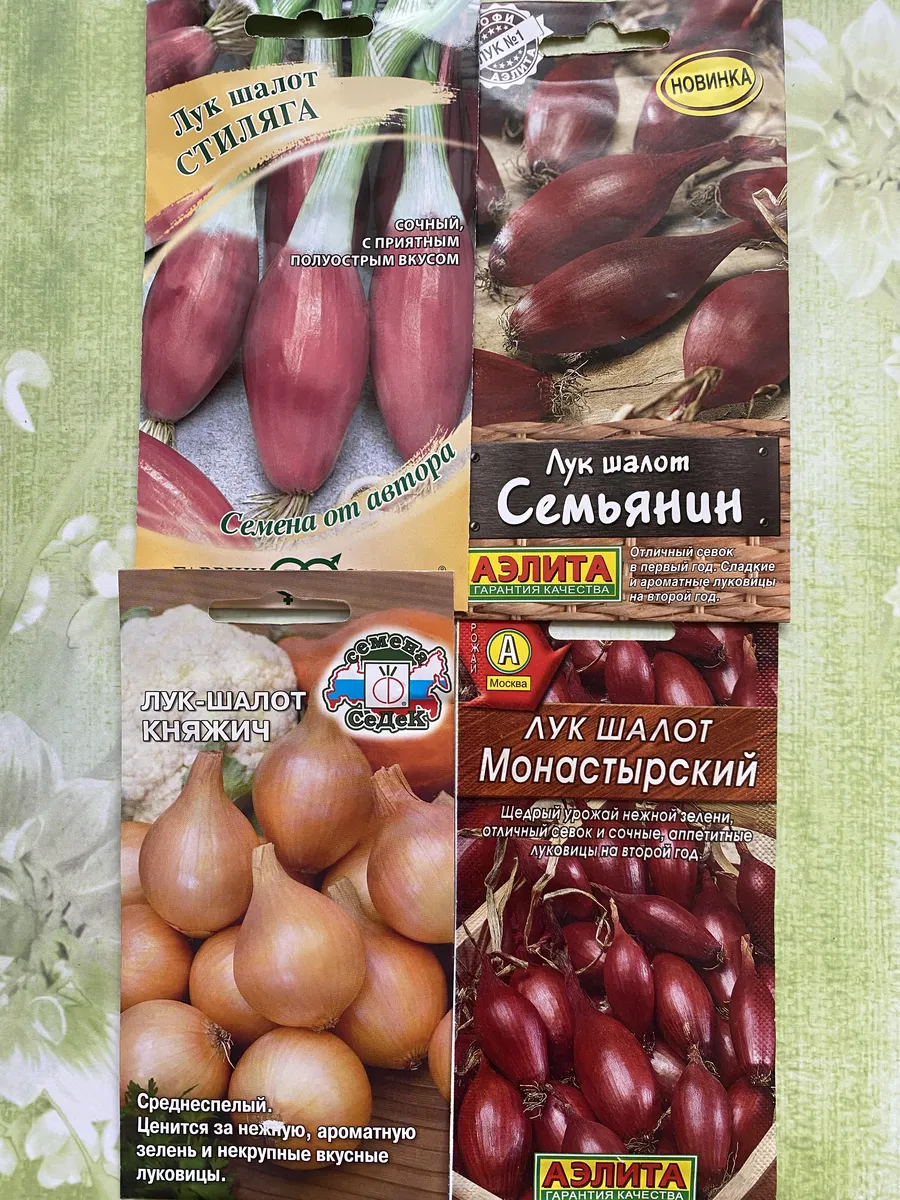 Лук шалот
СТИЛЯГА
СОЧНЫЙ,
С ПРИЯТНЫМ
ПОЛУОСТРЫМ ВКУСОМ
Семена от автора
ЛУК №1
АЭЛИТА
НОВИНКА
Лук шалот
Семьянин
АЭЛИТА
ГАРАНТИЯ КАЧЕСТВА
Отличный севок
в первый год. Сладкие
и ароматные луковицы
на второй год.
ЛУК-ШАЛОТ
КНЯЖИЧ
семена
СеДеК
Среднеспелый.
Ценится за нежную, ароматную
зелень и некрупные вкусные
луковицы.
А
Москва
ЛУК ШАЛОТ
Монастырский
Щедрый урожай нежной зелени,
отличный севок и сочные, аппетитные
луковицы на второй год.
АЭЛИТА
ГАРАНТИЯ КАЧЕСТВА